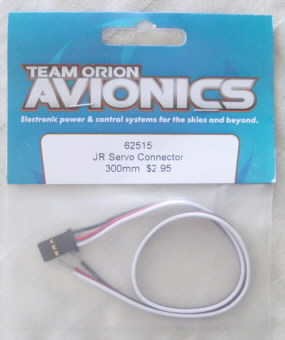 TEAM ORION
AVIONICS
Electronic power & control systems for the skies and beyond.
62515
JR Servo Connector
300mm $2.95